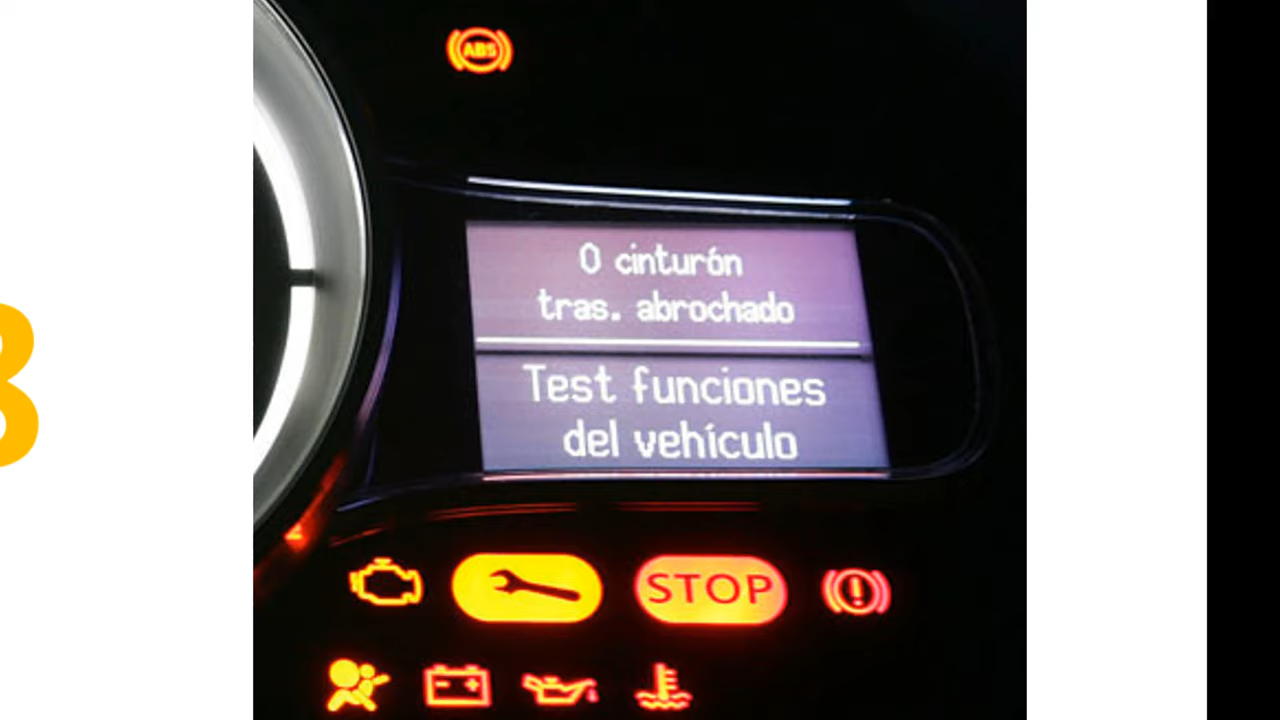 ABS
0 cinturón
tras. abrochado
Test funciones
del vehículo
STOP